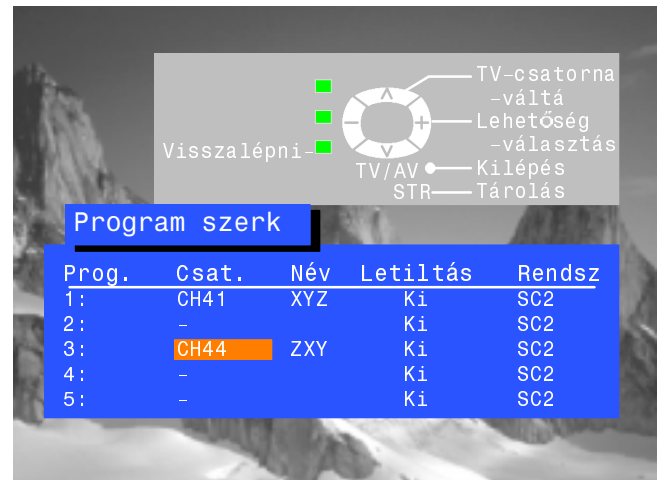 TV-csatorna
-váltá
Lehetőség
-választás
Visszalépni-
TV/AV Kilépés
STR Tárolás
Program szerk
Prog. Csat. Név Letiltás Rendsz
1: CH41 XYZ Ki SC2
2: - Ki SC2
3: CH44 ZXY Ki SC2
4: - Ki SC2
5: - Ki SC2